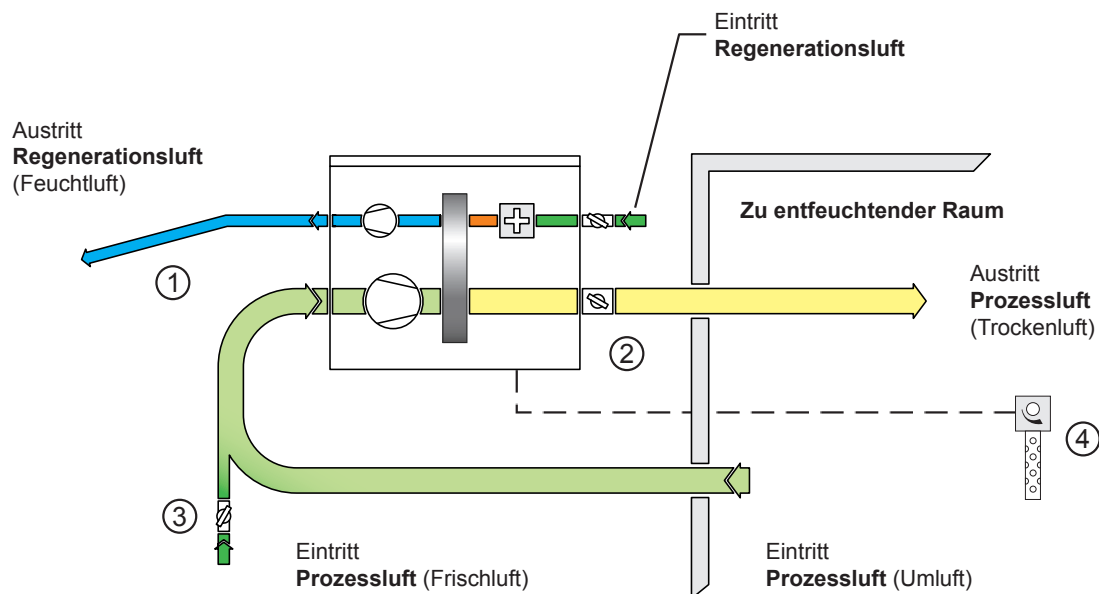 Eintritt
Regenerationsluft
Austritt
Regenerationsluft
(Feuchtluft)
Zu entfeuchtender Raum
1
Austritt
Prozessluft
(Trockenluft)
2
4
3
Eintritt
Prozessluft (Frischluft)
Eintritt
Prozessluft (Umluft)